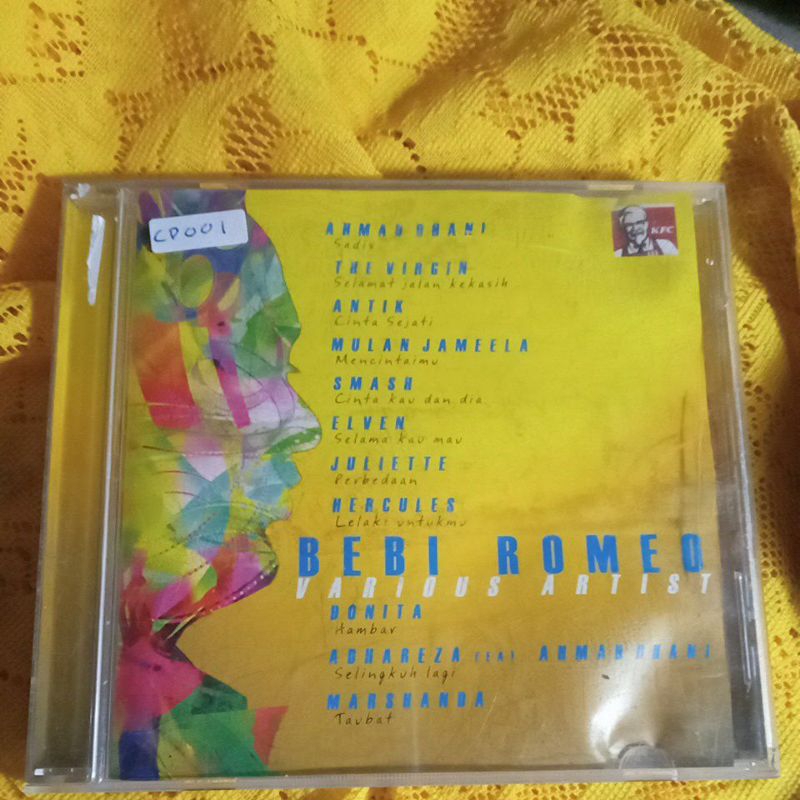 CD001
KFC
AHMAD DHANI
Sadis
THE VIRGIN
Selamat jalan kekasih
ANTIK
Cinta Sejati
MULAN JAMEELA
Mencintaimu
SMASH
Cinta kau dan dia
ELVEN
Selama kau mau
JULIETTE
Perbedaan
HERCULES
Lelaki untukmu
BEBI ROMEO
VARiOUS ARTIST
DONITA
Hambar
ADHAREZA FEAT. AHMAD DHANI
Selingkuh lagi
MARSHANDA
Taubat